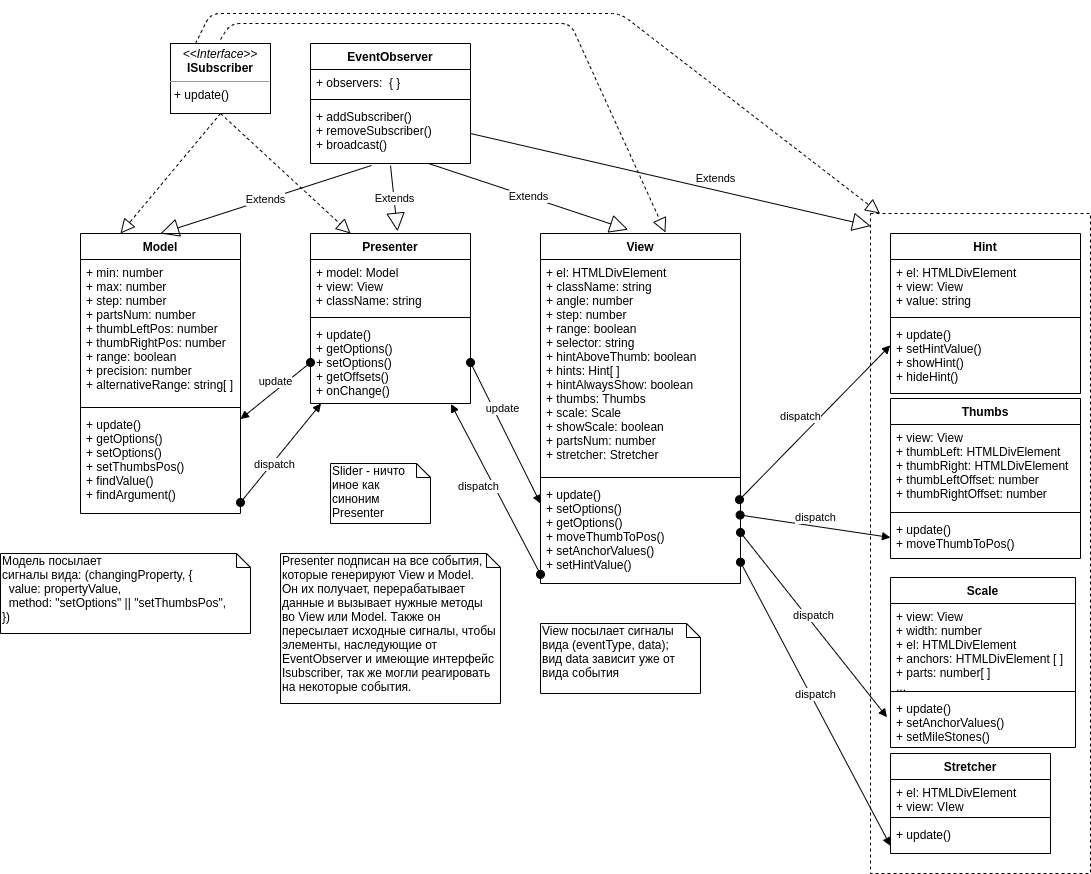 <<Interface>>
ISubscriber
+ update()
EventObserver
+ observers:  { }
+ addSubscriber()
+ removeSubscriber()
+ broadcast()
Extends
Extends
Extends
Extends
Model
+ min: number
+ max: number
+ step: number
+ partsNum: number
+ thumbLeftPos: number
+ thumbRightPos: number
+ range: boolean
+ precision: number
+ alternativeRange: string[ ]
+ update()
+ getOptions()
+ setOptions()
+ setThumbsPos()
+ findValue()
+ findArgument()
update
dispatch
Presenter
+ model: Model
+ view: View
+ className: string
+ update()
+ getOptions()
+ setOptions()
+ getOffsets()
+ onChange()
update
dispatch
Slider - ничто
иное как
синоним
Presenter
View
+ el: HTMLDivElement
+ className: string
+ angle: number
+ step: number
+ range: boolean
+ selector: string
+ hintAboveThumb: boolean
+ hints: Hint[ ]
+ hintAlwaysShow: boolean
+ thumbs: Thumbs
+ scale: Scale
+ showScale: boolean
+ partsNum: number
+ stretcher: Stretcher
+ update()
+ setOptions()
+ getOptions()
+ moveThumbToPos()
+ setAnchorValues()
+ setHintValue()
dispatch
dispatch
dispatch
dispatch
Hint
+ el: HTMLDivElement
+ view: View
+ value: string
+ update()
+ setHintValue()
+ showHint()
+ hideHint()
Thumbs
+ view: View
+ thumbLeft: HTMLDivElement
+ thumbRight: HTMLDivElement
+ thumbLeftOffset: number
+ thumbRightOffset: number
+ update()
+ moveThumbToPos()
Scale
+ view: View
+ width: number
+ el: HTMLDivElement
+ anchors: HTMLDivElement [ ]
+ parts: number[ ]
...
+ update()
+ setAnchorValues()
+ setMileStones()
Stretcher
+ el: HTMLDivElement
+ view: VIew
+ update()
Модель посылает
сигналы вида: (changingProperty, {
value: propertyValue,
method: "setOptions" || "setThumbsPos",
})
Presenter подписан на все события,
которые генерируют View и Model.
Он их получает, перерабатывает
данные и вызывает нужные методы
во View или Model. Также он
пересылает исходные сигналы, чтобы
элементы, наследующие от
EventObserver и имеющие интерфейс
Isubscriber, так же могли реагировать
на некоторые события.
View посылает сигналы
вида (eventType, data);
вид data зависит уже от
вида события